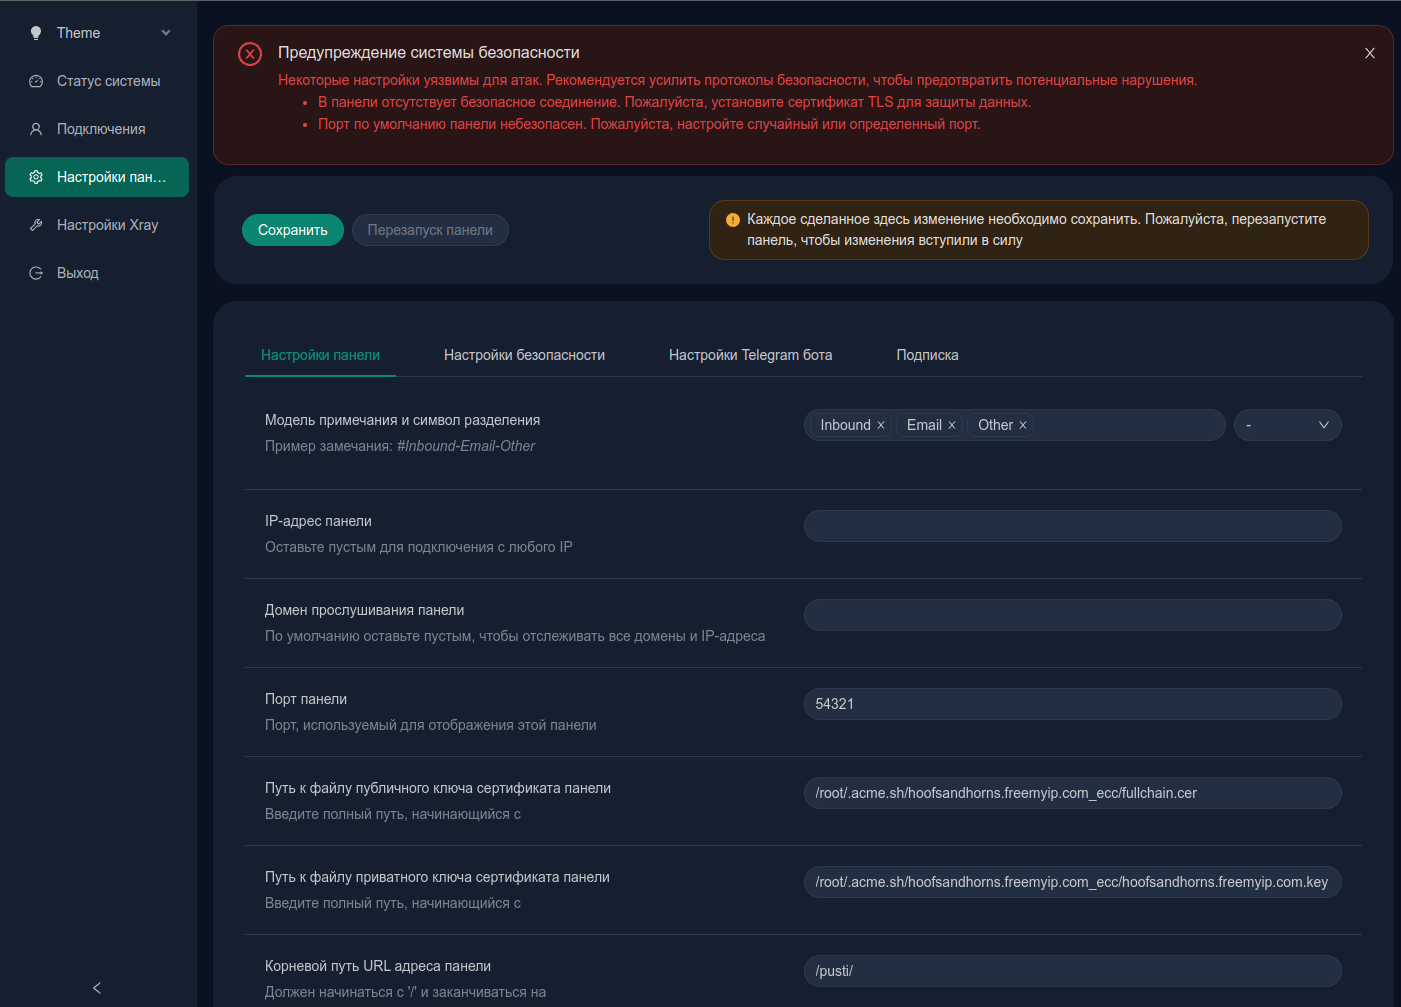 Theme
Статус системы
Подключения
Настройки пан...
Настройки Xray
Выход
Предупреждение системы безопасности
Некоторые настройки уязвимы для атак. Рекомендуется усилить протоколы безопасности, чтобы предотвратить потенциальные нарушения.
• В панели отсутствует безопасное соединение. Пожалуйста, установите сертификат TLS для защиты данных.
• Порт по умолчанию панели небезопасен. Пожалуйста, настройте случайный или определенный порт.
Сохранить
Перезапуск панели
Каждое сделанное здесь изменение необходимо сохранить. Пожалуйста, перезапустите
панель, чтобы изменения вступили в силу
Настройки панели
Настройки безопасности
Настройки Telegram бота
Подписка
Модель примечания и символ разделения
Пример замечания: #Inbound-Email-Other
Inbound
Email
Other
-
IP-адрес панели
Оставьте пустым для подключения с любого IP
Домен прослушивания панели
По умолчанию оставьте пустым, чтобы отслеживать все домены и IP-адреса
Порт панели
Порт, используемый для отображения этой панели
54321
Путь к файлу публичного ключа сертификата панели
Введите полный путь, начинающийся с
/root/.acme.sh/hoofsandhorns.freemyip.com_ecc/fullchain.cer
Путь к файлу приватного ключа сертификата панели
Введите полный путь, начинающийся с
/root/.acme.sh/hoofsandhorns.freemyip.com_ecc/hoofsandhorns.freemyip.com.key
Корневой путь URL адреса панели
Должен начинаться с '/' и заканчиваться на
/pusti/